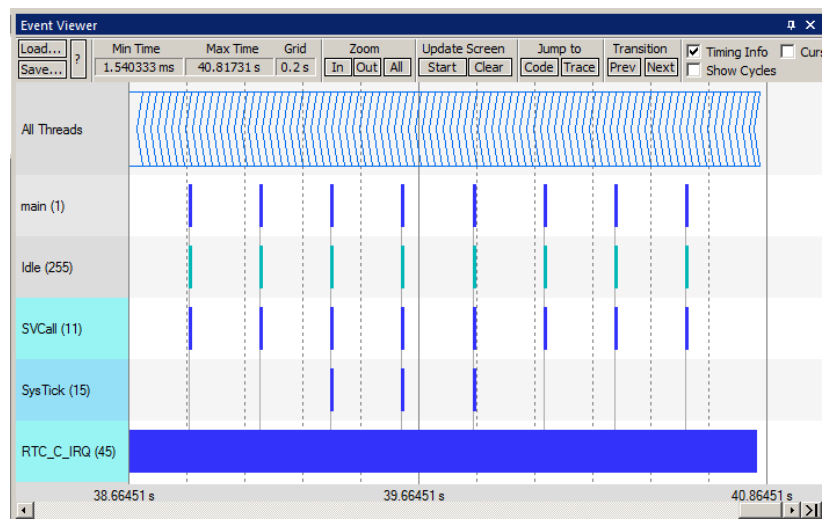 Event Viewer
Load... ? Min Time Max Time Grid Zoom Update Screen Jump to Transition Timing Info
Save... 1.540333 ms 40.81731 s 0.2 s In Out All Start Clear Code Trace Prev Next Show Cycles
All Threads
main (1)
Idle (255)
SVCall (11)
SysTick (15)
RTC_C_IRQ (45)
38.66451 s 39.66451 s 40.86451 s